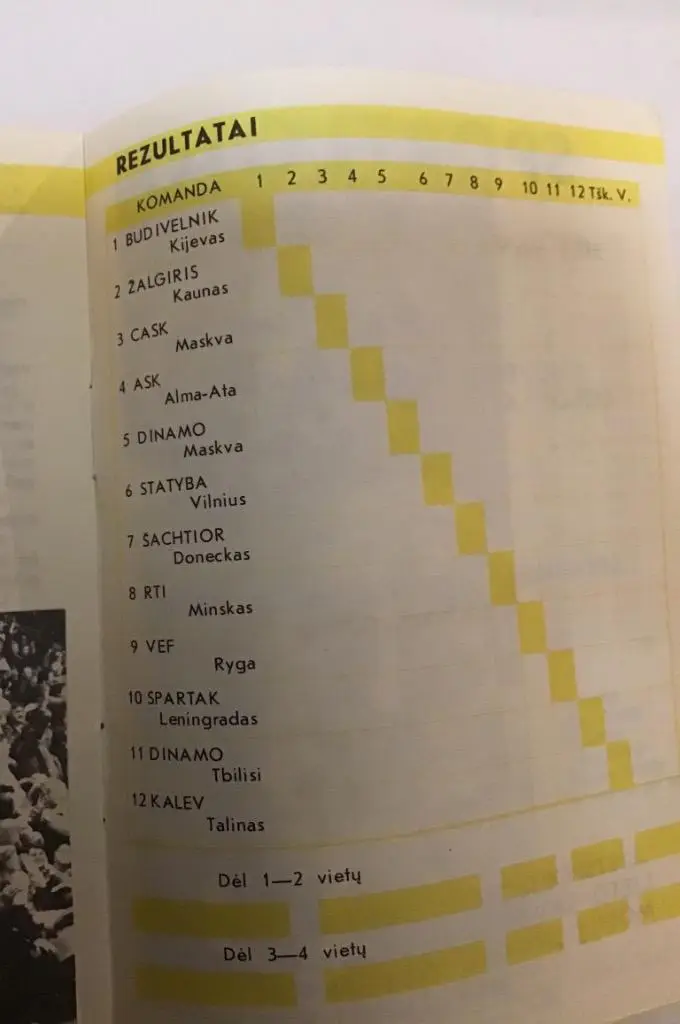 REZULTATAI
KOMANDA 1 2 3 4 5 6 7 8 9 10 11 12 Tšk. V.
1 BUDIVELNIK
Kijevas
2 ŽALGIRIS
Kaunas
3 CASK
Maskva
4 ASK
Alma-Ata
5 DINAMO
Maskva
6 STATYBA
Vilnius
7 ŠACHTIOR
Doneckas
8 RTI
Minskas
9 VEF
Ryga
10 SPARTAK
Leningradas
11 DINAMO
Tbilisi
12 KALEV
Talinas
Dėl 1—2 vietų
Dėl 3—4 vietų